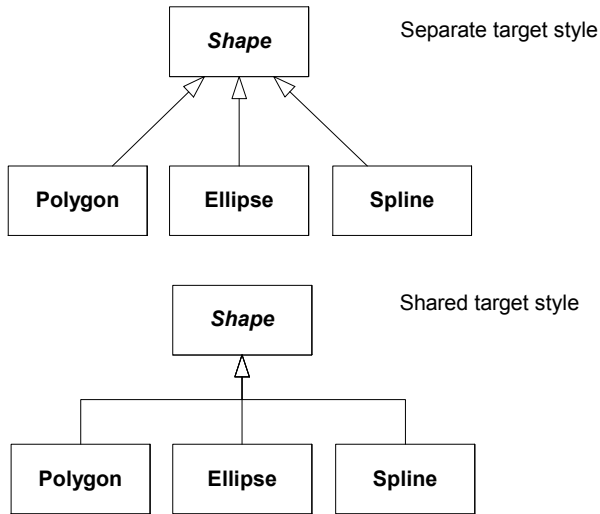 Shape
Separate target style
Polygon
Ellipse
Spline
Shape
Shared target style
Polygon
Ellipse
Spline